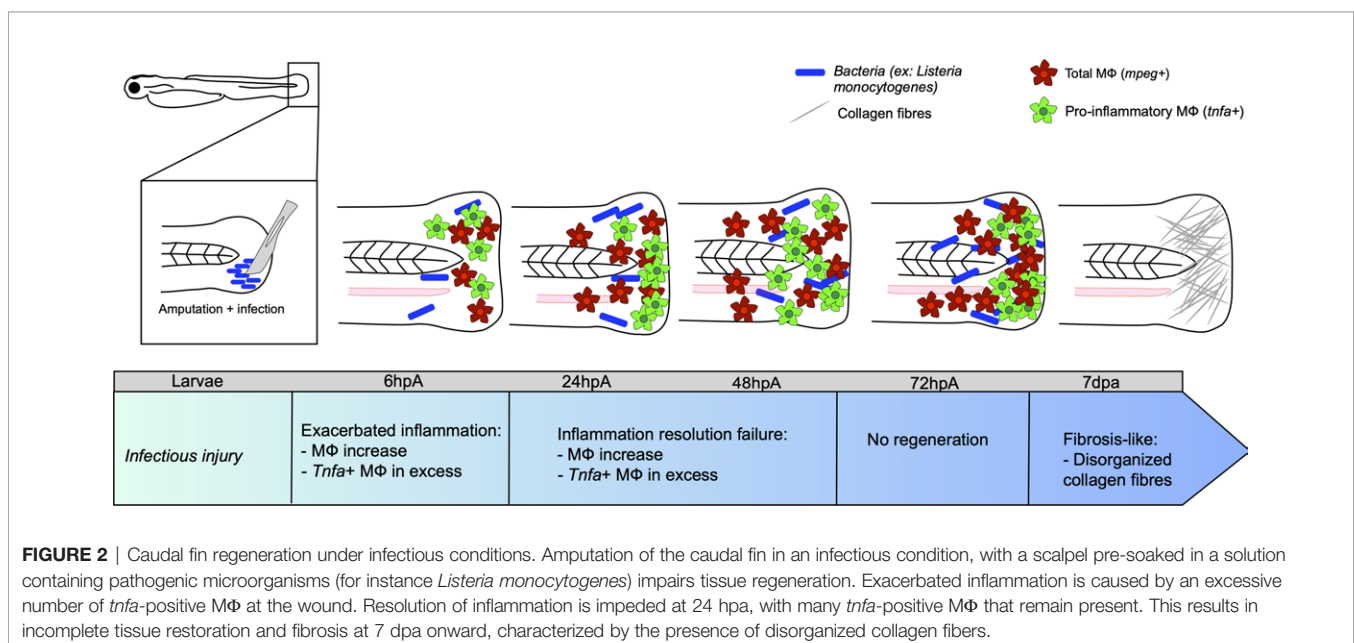 Bacteria (ex: Listeria
monocytogenes)
Collagen fibres
Total MΦ (mpeg+)
Pro-inflammatory MΦ (tnfa+)
Amputation + infection
Larvae
6hpA
24hpA
48hpA
72hpA
7dpa
Infectious injury
Exacerbated inflammation:
- MΦ increase
- Tnfa+ MΦ in excess
Inflammation resolution failure:
- MΦ increase
- Tnfa+ MΦ in excess
No regeneration
Fibrosis-like:
- Disorganized
collagen fibres
FIGURE 2 | Caudal fin regeneration under infectious conditions. Amputation of the caudal fin in an infectious condition, with a scalpel pre-soaked in a solution
containing pathogenic microorganisms (for instance Listeria monocytogenes) impairs tissue regeneration. Exacerbated inflammation is caused by an excessive
number of tnfa-positive MΦ at the wound. Resolution of inflammation is impeded at 24 hpa, with many tnfa-positive MΦ that remain present. This results in
incomplete tissue restoration and fibrosis at 7 dpa onward, characterized by the presence of disorganized collagen fibers.